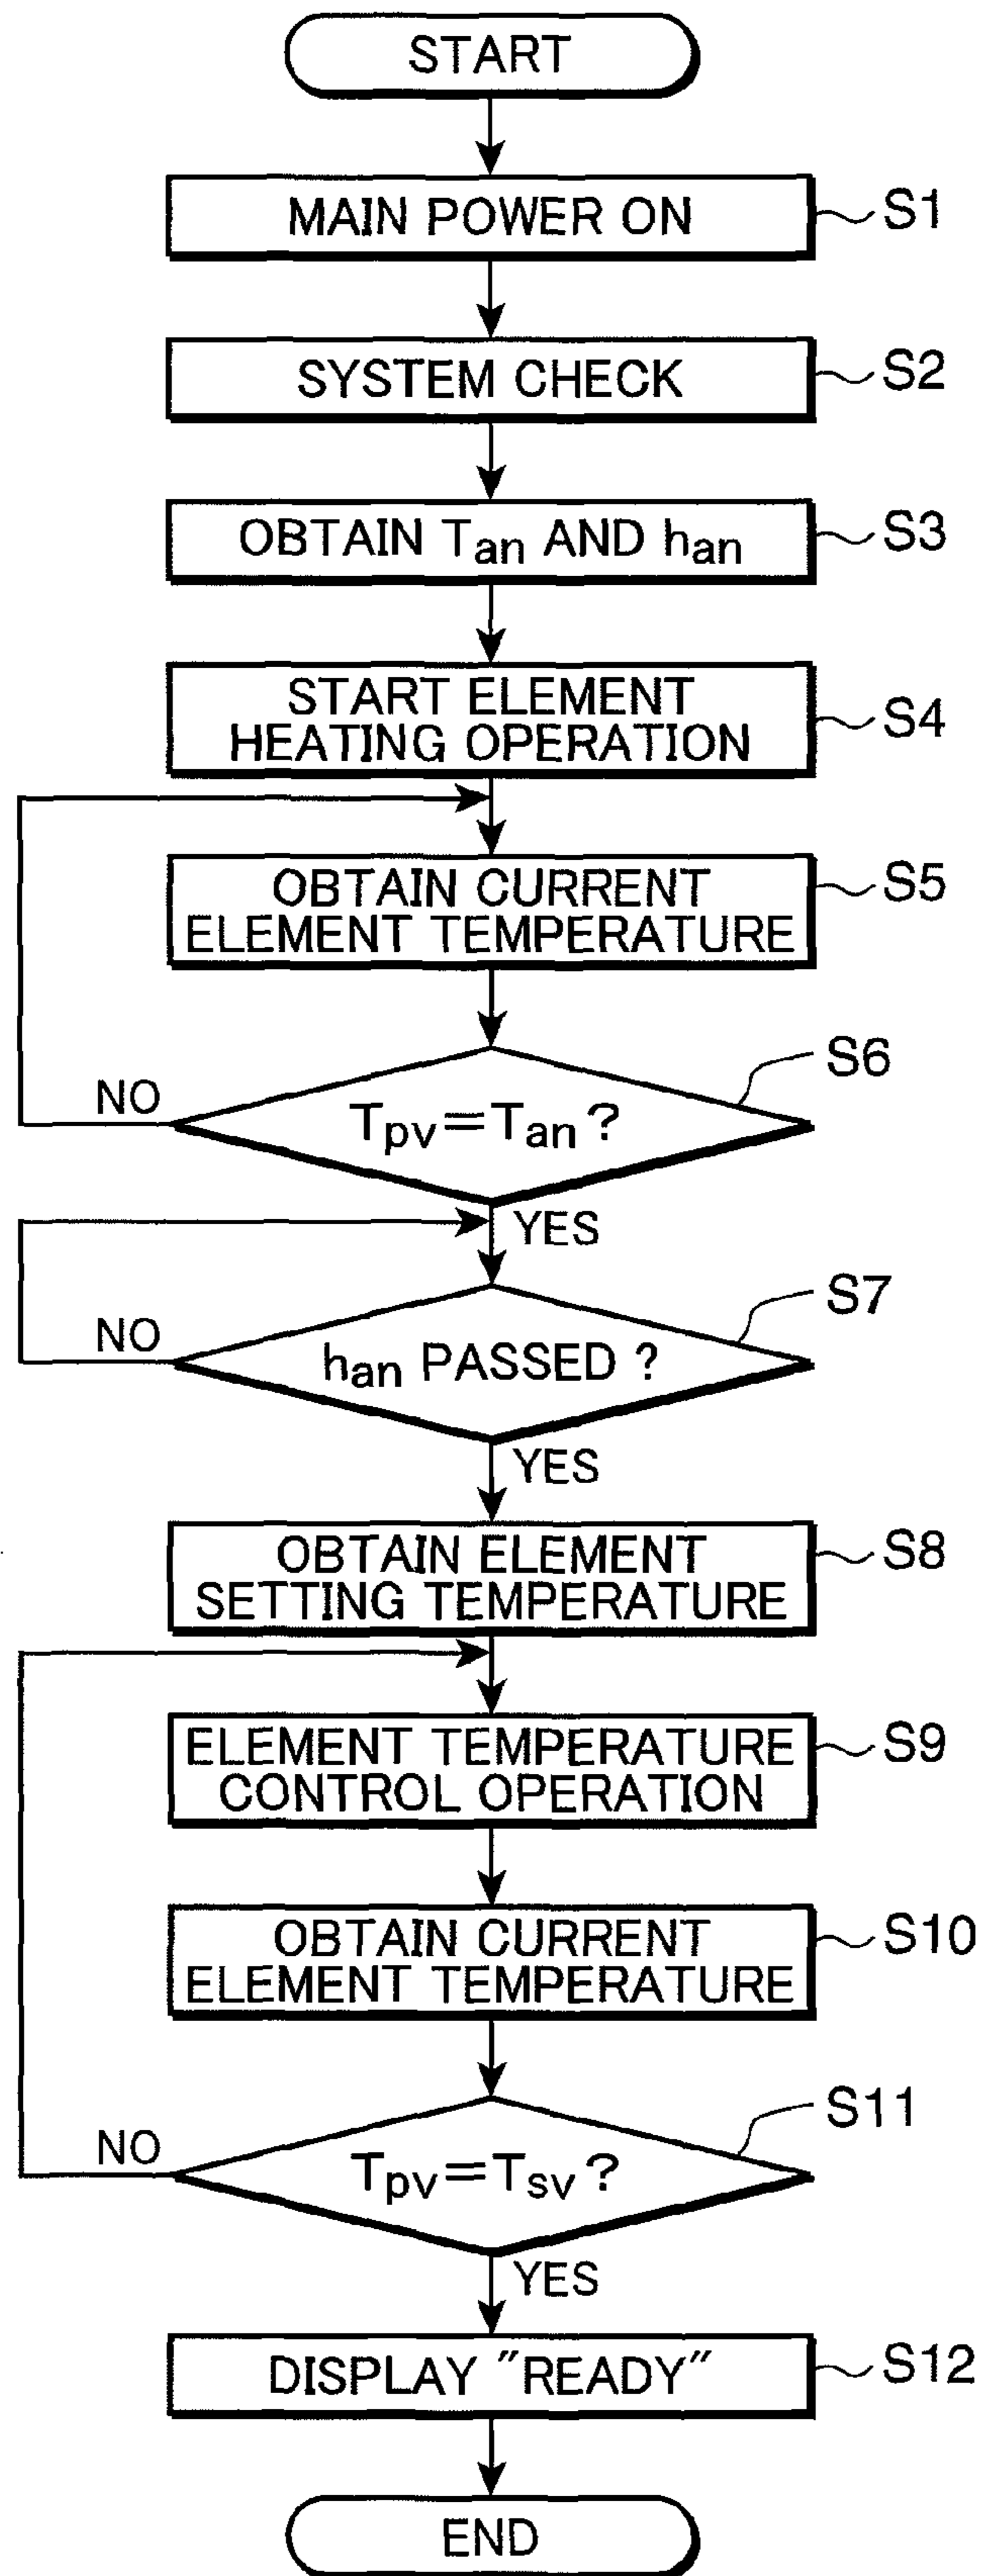 START
MAIN POWER ON
S1
SYSTEM CHECK
S2
OBTAIN Tan AND han
S3
START ELEMENT
HEATING OPERATION
S4
OBTAIN CURRENT
ELEMENT TEMPERATURE
S5
Tpv=Tan ?
S6
NO
YES
han PASSED ?
S7
NO
YES
OBTAIN ELEMENT
SETTING TEMPERATURE
S8
ELEMENT TEMPERATURE
CONTROL OPERATION
S9
OBTAIN CURRENT
ELEMENT TEMPERATURE
S10
Tpv=Tsv ?
S11
NO
YES
DISPLAY "READY"
S12
END